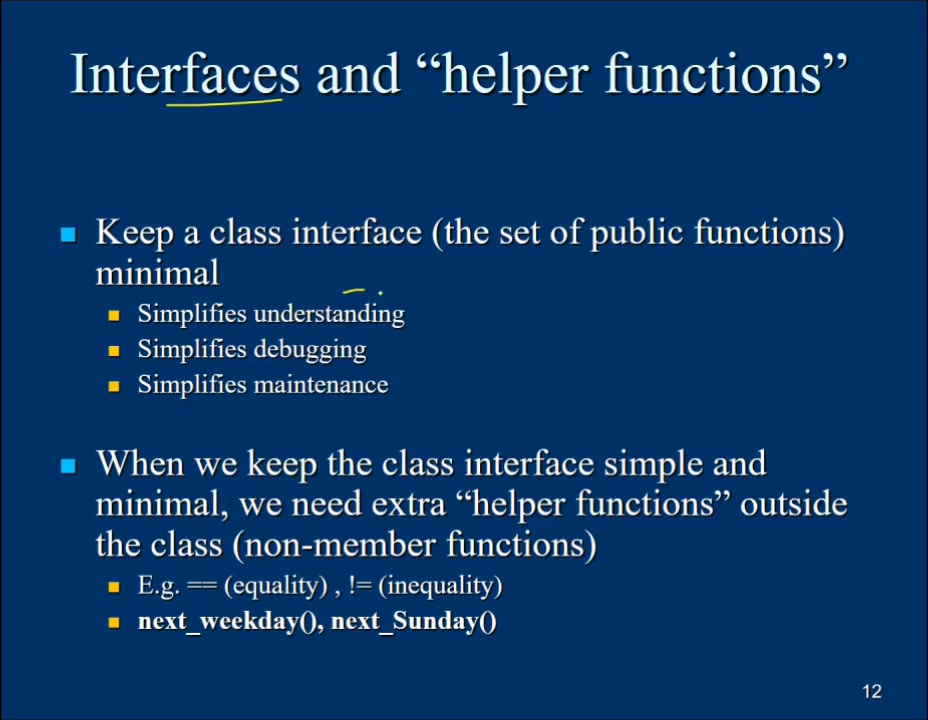 Interfaces and “helper functions”
Keep a class interface (the set of public functions)
minimal
Simplifies understanding
Simplifies debugging
Simplifies maintenance
When we keep the class interface simple and
minimal, we need extra “helper functions” outside
the class (non-member functions)
E.g. == (equality) , != (inequality)
next_weekday(), next_Sunday()
12